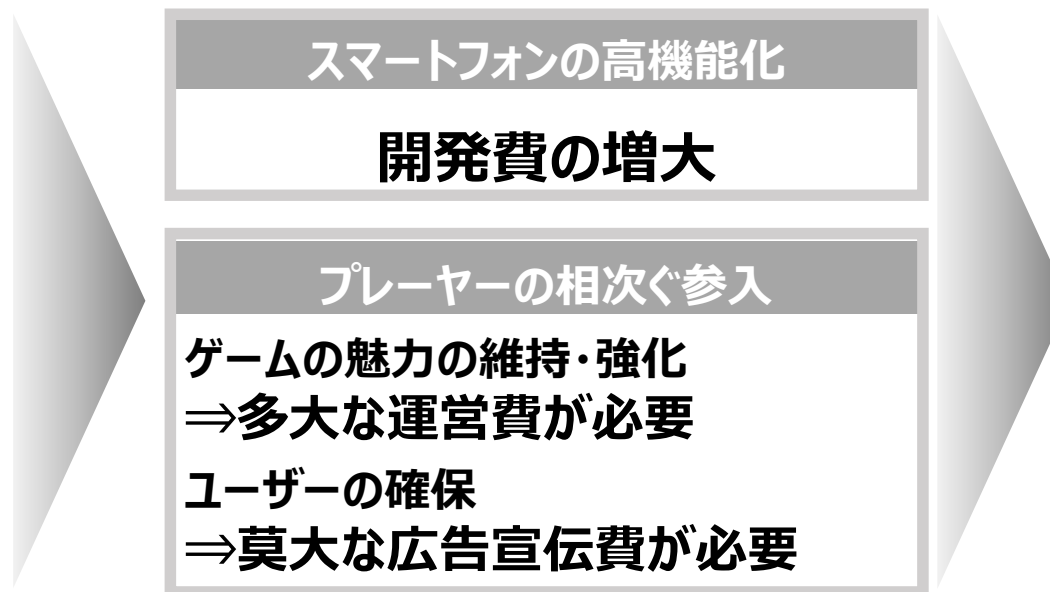 スマートフォンの高機能化
開発費の増大
プレーヤーの相次ぐ参入
ゲームの魅力の維持・強化
⇒多大な運営費が必要
ユーザーの確保
⇒莫大な広告宣伝費が必要